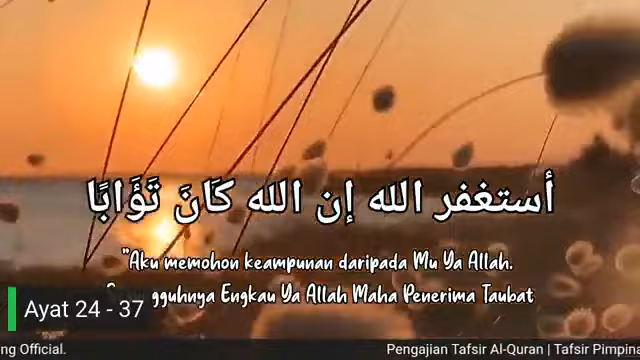 أستغفر الله إن الله كَانَ تَوَّابًا
"Aku memohon keampunan daripada Mu Ya Allah.
gguhnya Engkau Ya Allah Maha Penerima Taubat
Ayat 24 - 37
ng Official.
Pengajian Tafsir Al-Quran | Tafsir Pimpina